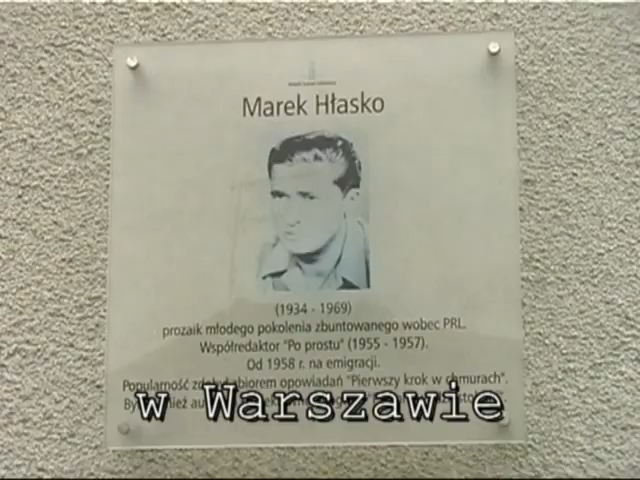 Marek Hłasko
(1934 - 1969)
prozaik młodego pokolenia zbuntowanego wobec PRL.
Współredaktor "Po prostu" (1955 - 1957).
Od 1958 r. na emigracji.
Popularność zbiorem opowiadań "Pierwszy krok w chmurach".
w Warszawie